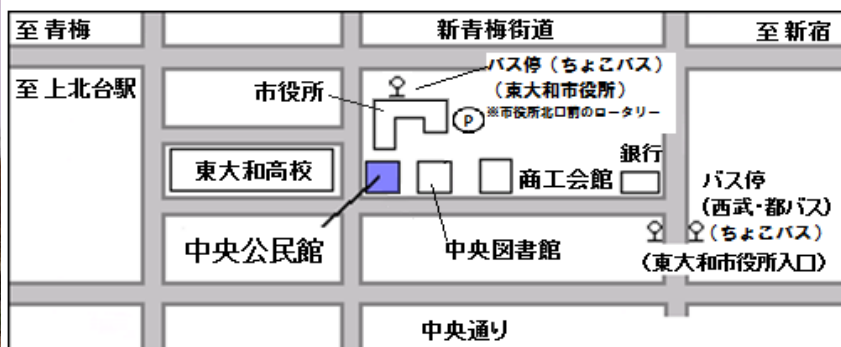 至 青梅
新青梅街道
至 新宿
バス停（ちょこバス）
（東大和市役所）
※市役所北口前のロータリー
至 上北台駅
市役所
P
銀行
東大和高校
商工会館
バス停
(西武・都バス)
(ちょこバス)
(東大和市役所入口)
中央公民館
中央図書館
中央通り